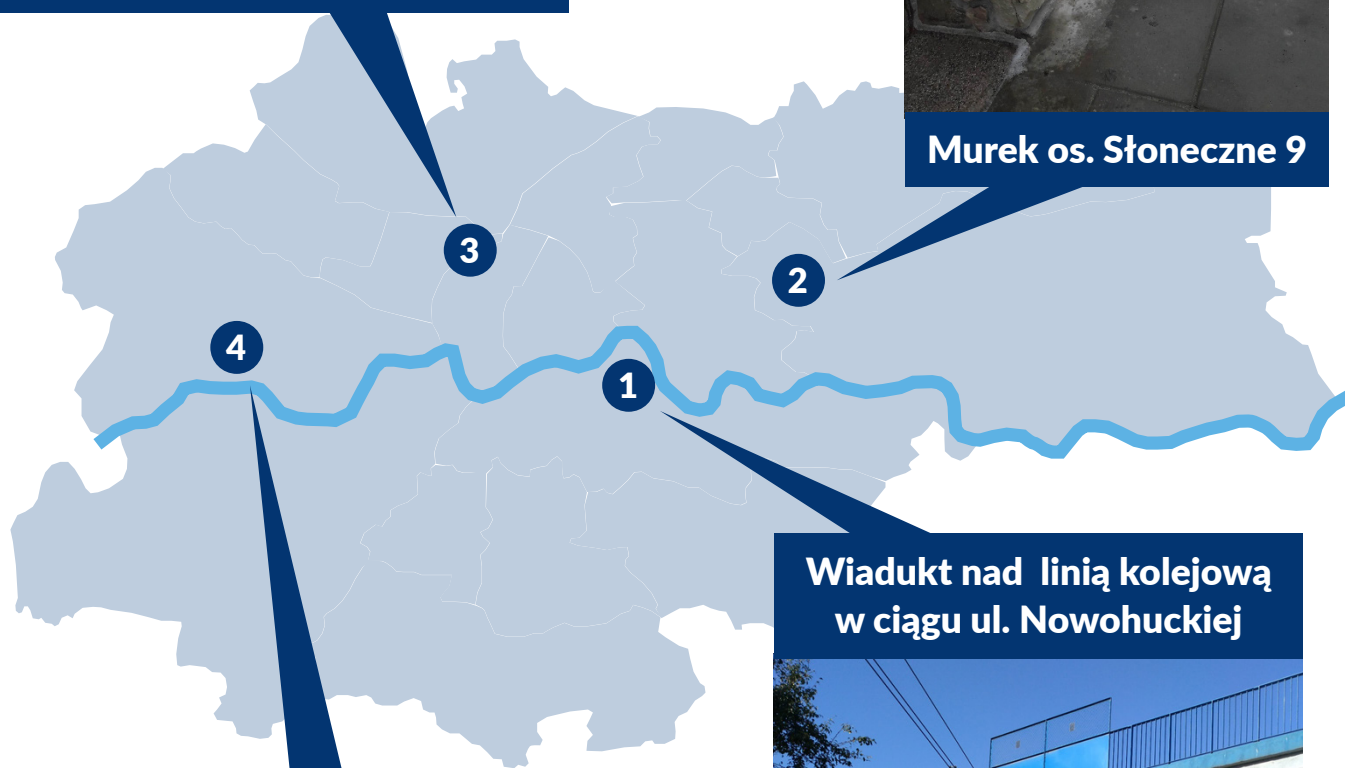 Murek os. Słoneczne 9
3
2
4
1
Wiadukt nad linią kolejową
w ciągu ul. Nowohuckiej